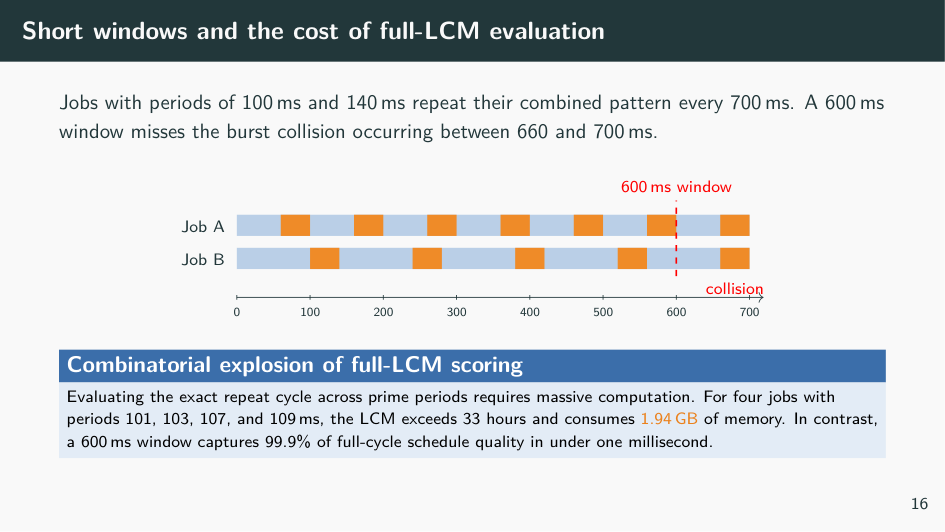 Short windows and the cost of full-LCM evaluation
Jobs with periods of 100 ms and 140 ms repeat their combined pattern every 700 ms. A 600 ms
window misses the burst collision occurring between 660 and 700 ms.
600 ms window
Job A
Job B
collision
0 100 200 300 400 500 600 700
Combinatorial explosion of full-LCM scoring
Evaluating the exact repeat cycle across prime periods requires massive computation. For four jobs with
periods 101, 103, 107, and 109 ms, the LCM exceeds 33 hours and consumes 1.94 GB of memory. In contrast,
a 600 ms window captures 99.9% of full-cycle schedule quality in under one millisecond.
16